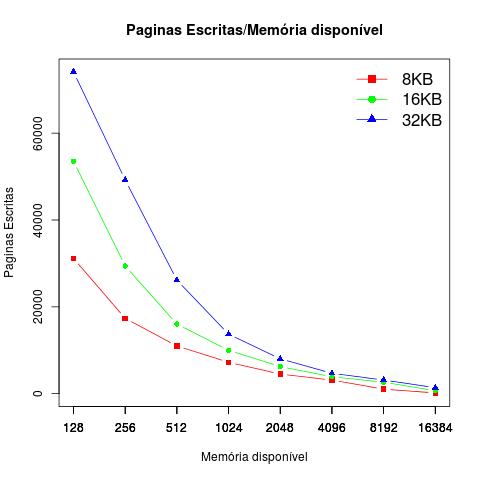 Paginas Escritas/Memória disponível
8KB
16KB
32KB
Paginas Escritas
60000
40000
20000
0
128 256 512 1024 2048 4096 8192 16384
Memória disponível